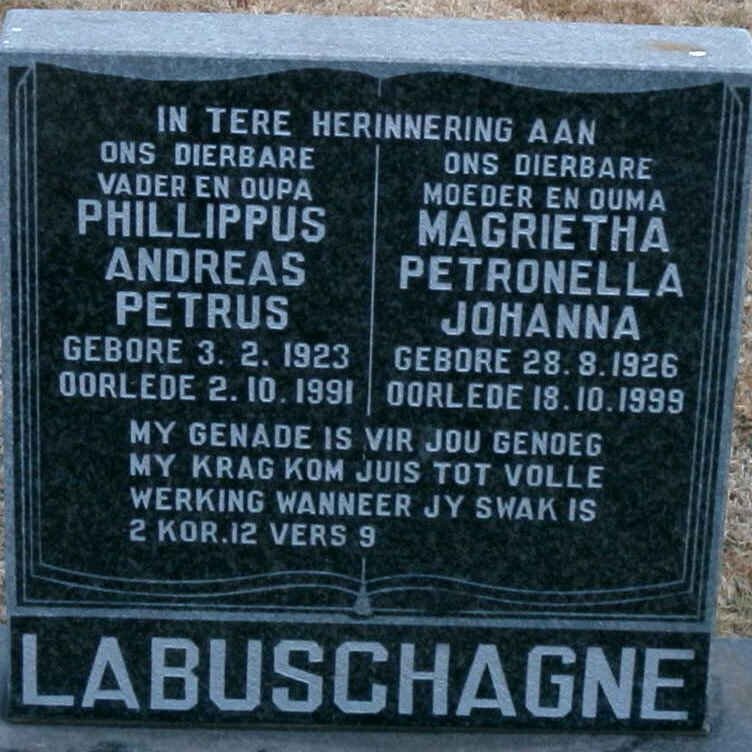 IN TERE HERINNERING AAN
ONS DIERBARE
VADER EN OUPA
PHILLIPPUS
ANDREAS
PETRUS
GEBORE 3. 2. 1923
OORLEDE 2. 10. 1991
ONS DIERBARE
MOEDER EN OUMA
MAGRIETHA
PETRONELLA
JOHANNA
GEBORE 28. 8. 1926
OORLEDE 18. 10. 1999
MY GENADE IS VIR JOU GENOEG
MY KRAG KOM JUIS TOT VOLLE
WERKING WANNEER JY SWAK IS
2 KOR. 12 VERS 9
LABUSCHAGNE